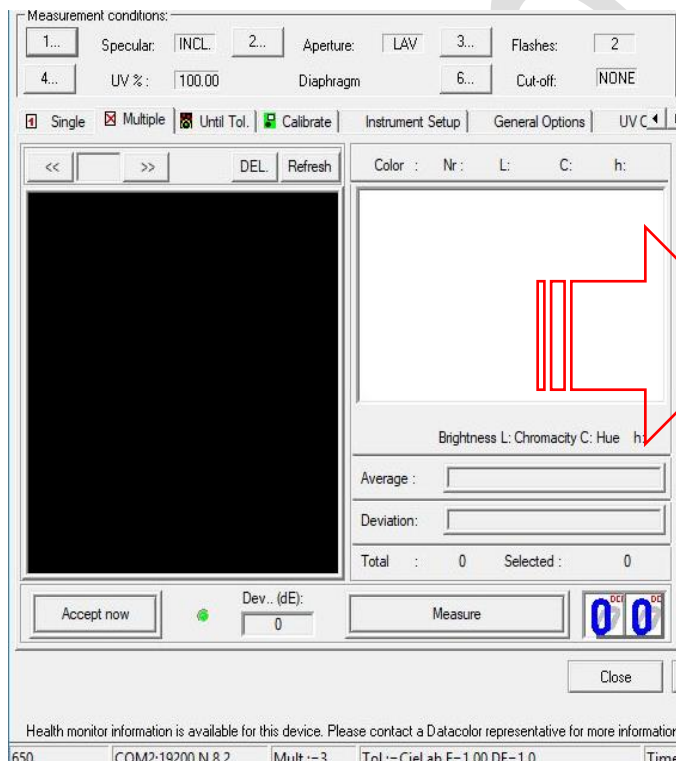 Measurement conditions:
1... Specular: INCL. 2... Aperture: LAV 3... Flashes: 2
4... UV % : 100.00 Diaphragm 6... Cut-off: NONE
1 Single Multiple Until Tol. Calibrate Instrument Setup General Options UV C
<< >> DEL. Refresh Color : Nr : L: C: h:
Brightness L: Chromacity C: Hue h:
Average :
Deviation:
Total : 0 Selected : 0
Accept now Dev.. (dE): 0 Measure 0 0
Close
Health monitor information is available for this device. Please contact a Datacolor representative for more information
650 COM2:19200,N,8,2 Mult.:=3 Tol.:=CieLab F=1.00 DE=1.0 Time